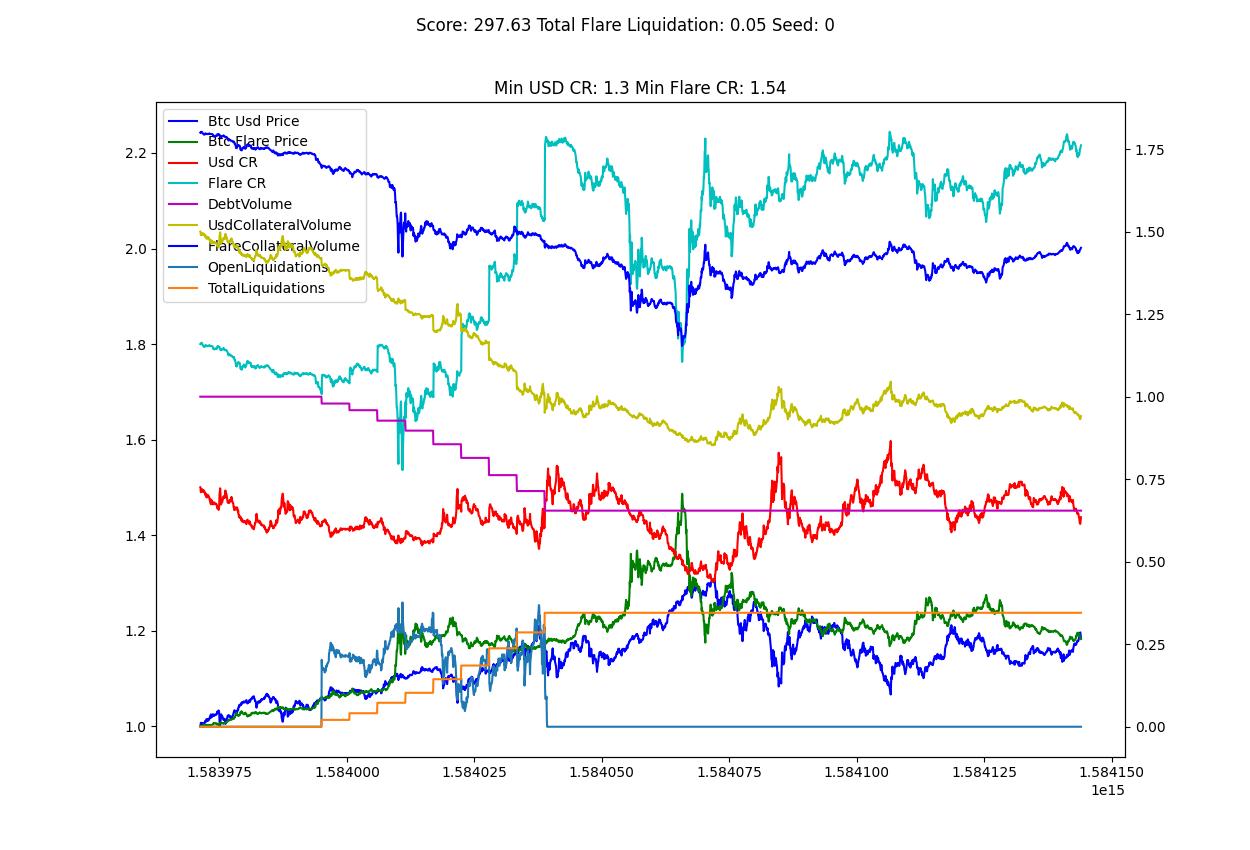 Score: 297.63 Total Flare Liquidation: 0.05 Seed: 0
Min USD CR: 1.3 Min Flare CR: 1.54
Btc Usd Price
Btc Flare Price
Usd CR
Flare CR
DebtVolume
UsdCollateralVolume
FlareCollateralVolume
OpenLiquidations
TotalLiquidations
2.2
2.0
1.8
1.6
1.4
1.2
1.0
1.75
1.50
1.25
1.00
0.75
0.50
0.25
0.00
1.583975 1.584000 1.584025 1.584050 1.584075 1.584100 1.584125 1.584150
1e15